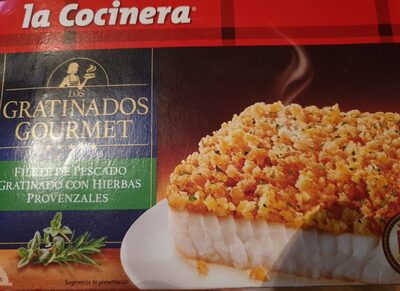 la Cocinera®
LOS
GRATINADOS
GOURMET
FILETE DE PESCADO
GRATINADO CON HIERBAS
PROVENZALES
Sugerencia de presentación